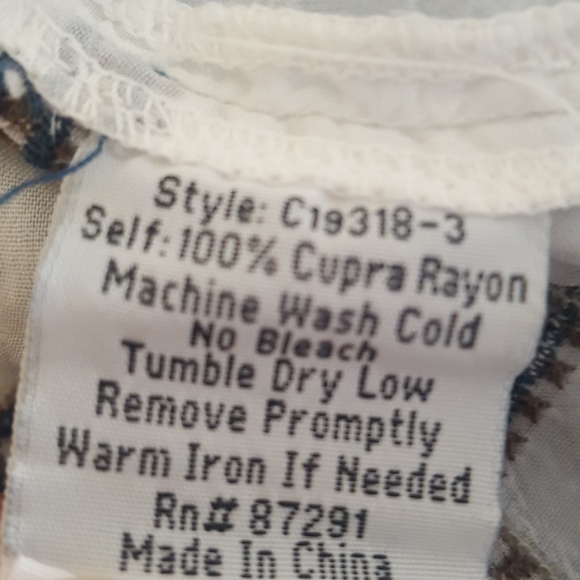 Style: C19318-3
Self: 100% Cupra Rayon
Machine Wash Cold
No Bleach
Tumble Dry Low
Remove Promptly
Warm Iron If Needed
Rn# 87291
Made In China